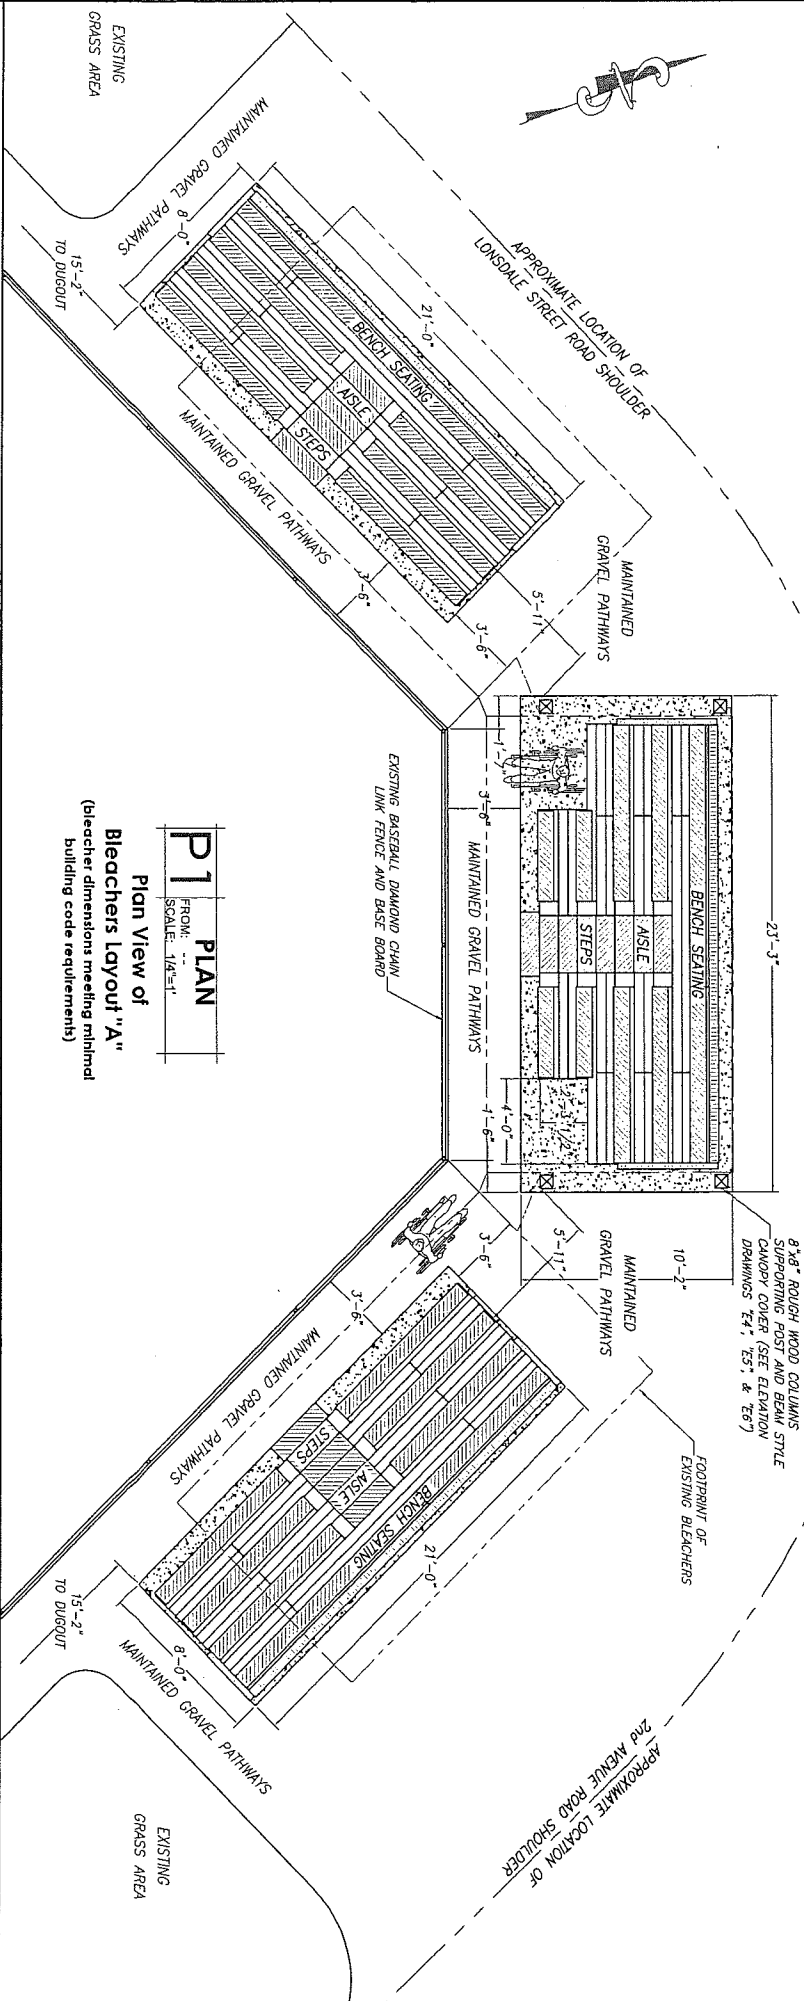 EXISTING
GRASS AREA
MAINTAINED GRAVEL
PATHWAYS
8'-0"
15'-2"
TO DUGOUT
APPROXIMATE LOCATION OF
LONSDALE STREET ROAD SHOULDER
21'-0"
BENCH SEATING
AISLE
STEPS
MAINTAINED GRAVEL PATHWAYS
3'-6"
MAINTAINED
GRAVEL PATHWAYS
5'-11"
3'-6"
23'-3"
1'-7"
3'-6"
BENCH SEATING
AISLE
STEPS
MAINTAINED GRAVEL PATHWAYS
2'-3 1/2"
4'-0"
1'-6"
EXISTING BASEBALL DIAMOND CHAIN
LINK FENCE AND BASE BOARD
8"x8" ROUGH WOOD COLUMNS
SUPPORTING POST AND BEAM STYLE
CANOPY COVER (SEE ELEVATION
DRAWINGS "E4", "E5", & "E6")
10'-2"
MAINTAINED
GRAVEL PATHWAYS
5'-11"
3'-6"
3'-6"
FOOTPRINT OF
EXISTING BLEACHERS
MAINTAINED GRAVEL
PATHWAYS
STEPS
AISLE
BENCH SEATING
21'-0"
15'-2"
TO DUGOUT
8'-0"
MAINTAINED GRAVEL PATHWAYS
APPROXIMATE LOCATION OF
2nd AVENUE ROAD SHOULDER
EXISTING
GRASS AREA
P1
PLAN
FROM: --
SCALE: 1/4"=1'
Plan View of
Bleachers Layout "A"
(bleacher dimensions meeting minimal
building code requirements)